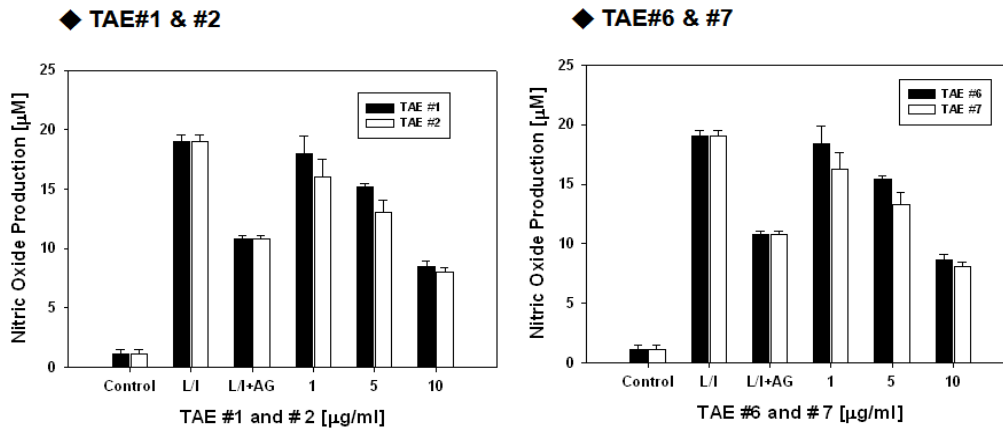 ◆ TAE#1 & #2
Nitric Oxide Production [μM]
25
20
15
10
5
0
TAE #1
TAE #2
Control L/I L/I+AG 1 5 10
TAE #1 and # 2 [μg/ml]
◆ TAE#6 & #7
Nitric Oxide Production [μM]
25
20
15
10
5
0
TAE #6
TAE #7
Control L/I L/I+AG 1 5 10
TAE #6 and # 7 [μg/ml]